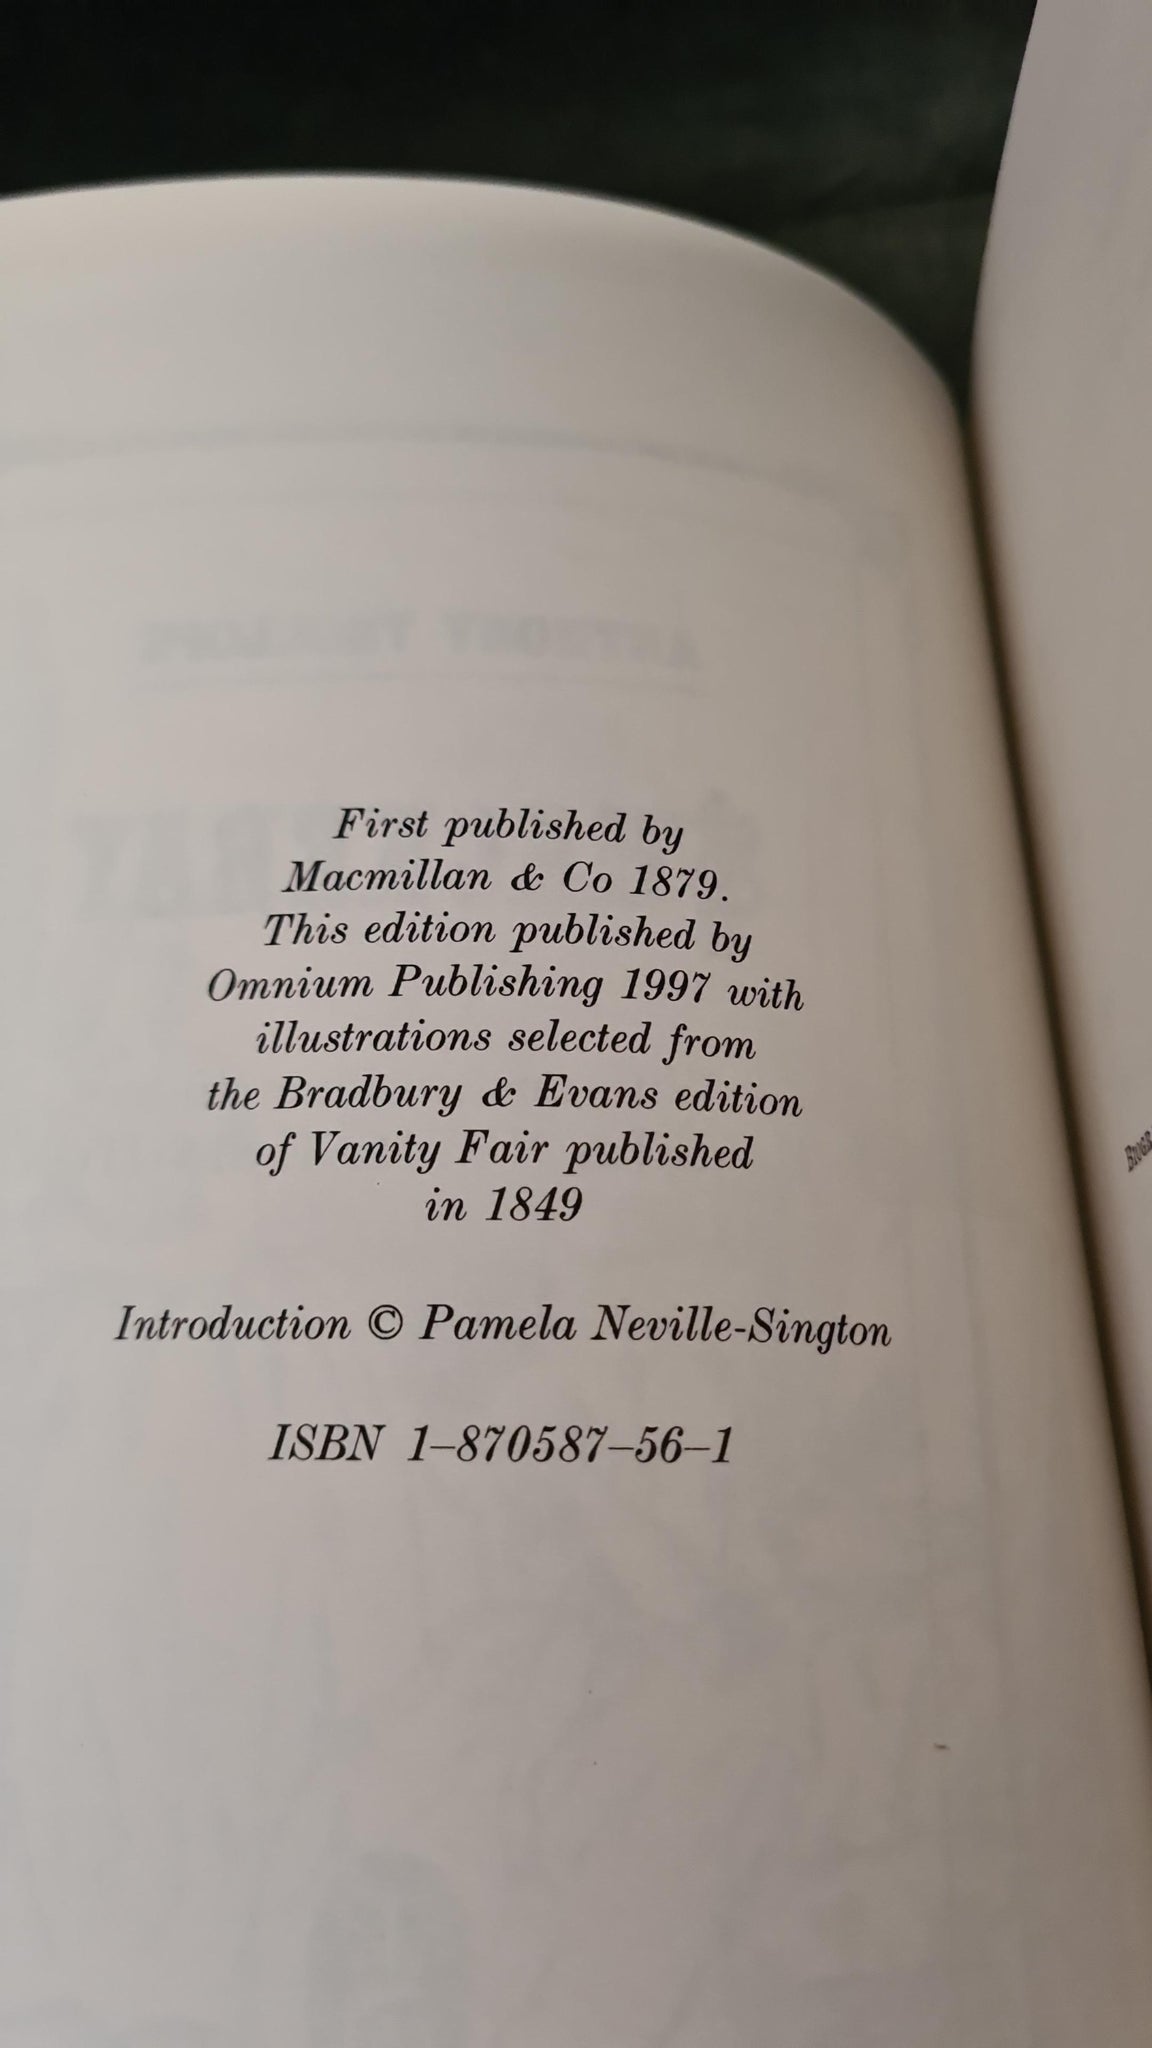 First published by
Macmillan & Co 1879.
This edition published by
Omnium Publishing 1997 with
illustrations selected from
the Bradbury & Evans edition
of Vanity Fair published
in 1849
Introduction © Pamela Neville-Sington
ISBN 1–870587–56–1